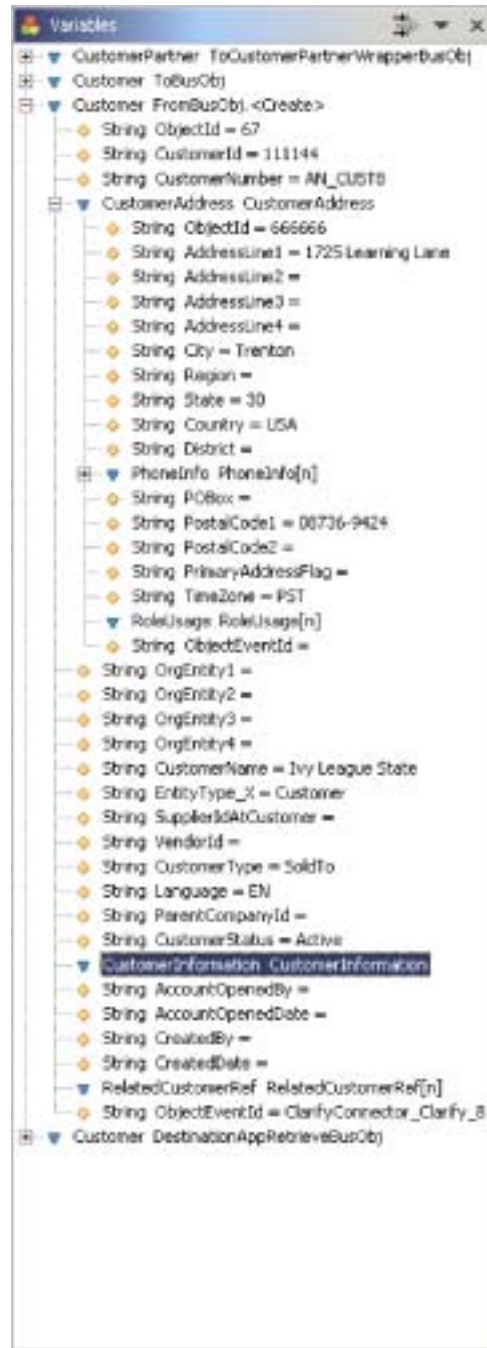 Variables
CustomerPartner ToCustomerPartnerWrapperBusObj
Customer ToBusObj
Customer FromBusObj.<Create>
String ObjectId = 67
String CustomerId = 111144
String CustomerNumber = AN_CUST8
CustomerAddress CustomerAddress
String ObjectId = 666666
String AddressLine1 = 1725 Learning Lane
String AddressLine2 =
String AddressLine3 =
String AddressLine4 =
String City = Trenton
String Region =
String State = 30
String Country = USA
String District =
PhoneInfo PhoneInfo[n]
String POBox =
String PostalCode1 = 08736-9424
String PostalCode2 =
String PrimaryAddressFlag =
String TimeZone = PST
RoleUsage RoleUsage[n]
String ObjectEventId =
String OrgEntity1 =
String OrgEntity2 =
String OrgEntity3 =
String OrgEntity4 =
String CustomerName = Ivy League State
String EntityType_X = Customer
String SupplierIdAtCustomer =
String VendorId =
String CustomerType = SoldTo
String Language = EN
String ParentCompanyId =
String CustomerStatus = Active
CustomerInformation CustomerInformation
String AccountOpenedBy =
String AccountOpenedDate =
String CreatedBy =
String CreatedDate =
RelatedCustomerRef RelatedCustomerRef[n]
String ObjectEventId = ClarifyConnector_Clarify_8
Customer DestinationAppRetrieveBusObj